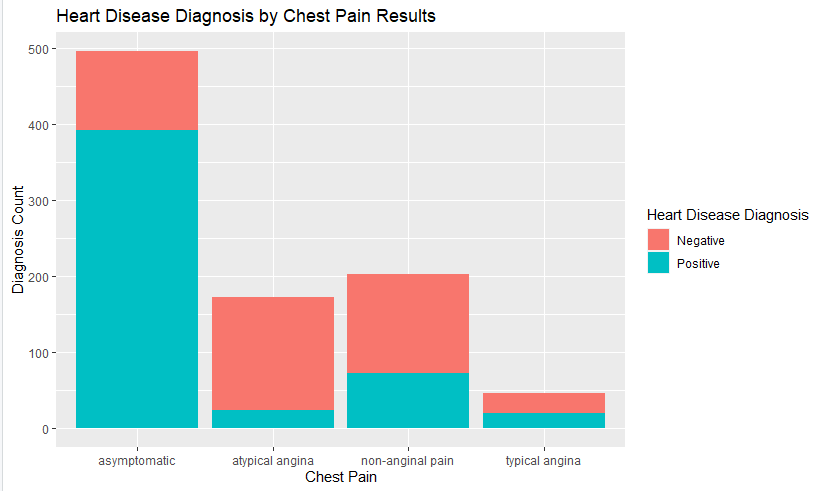 Heart Disease Diagnosis by Chest Pain Results
500
400
300
200
100
0
Diagnosis Count
asymptomatic
atypical angina
non-anginal pain
typical angina
Chest Pain
Heart Disease Diagnosis
Negative
Positive